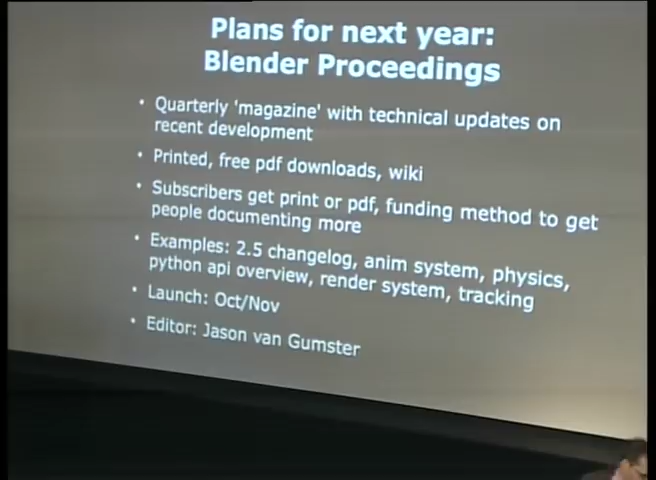 Plans for next year:
Blender Proceedings
• Quarterly 'magazine' with technical updates on
recent development
• Printed, free pdf downloads, wiki
• Subscribers get print or pdf, funding method to get
people documenting more
• Examples: 2.5 changelog, anim system, physics,
python api overview, render system, tracking
• Launch: Oct/Nov
• Editor: Jason van Gumster